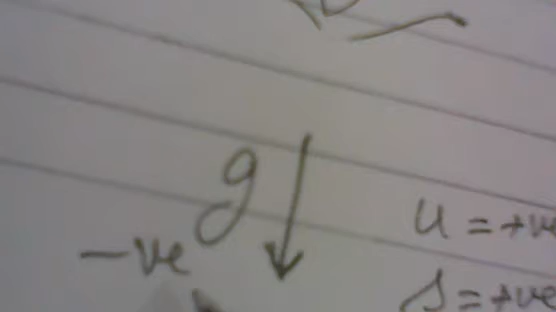 g ↓
u = +ve
-ve
s = +ve